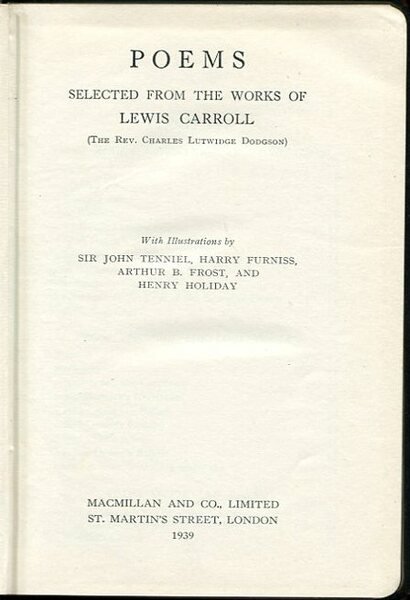 POEMS
SELECTED FROM THE WORKS OF
LEWIS CARROLL
(The Rev. Charles Lutwidge Dodgson)
With Illustrations by
SIR JOHN TENNIEL, HARRY FURNISS,
ARTHUR B. FROST, AND
HENRY HOLIDAY
MACMILLAN AND CO., LIMITED
ST. MARTIN'S STREET, LONDON
1939